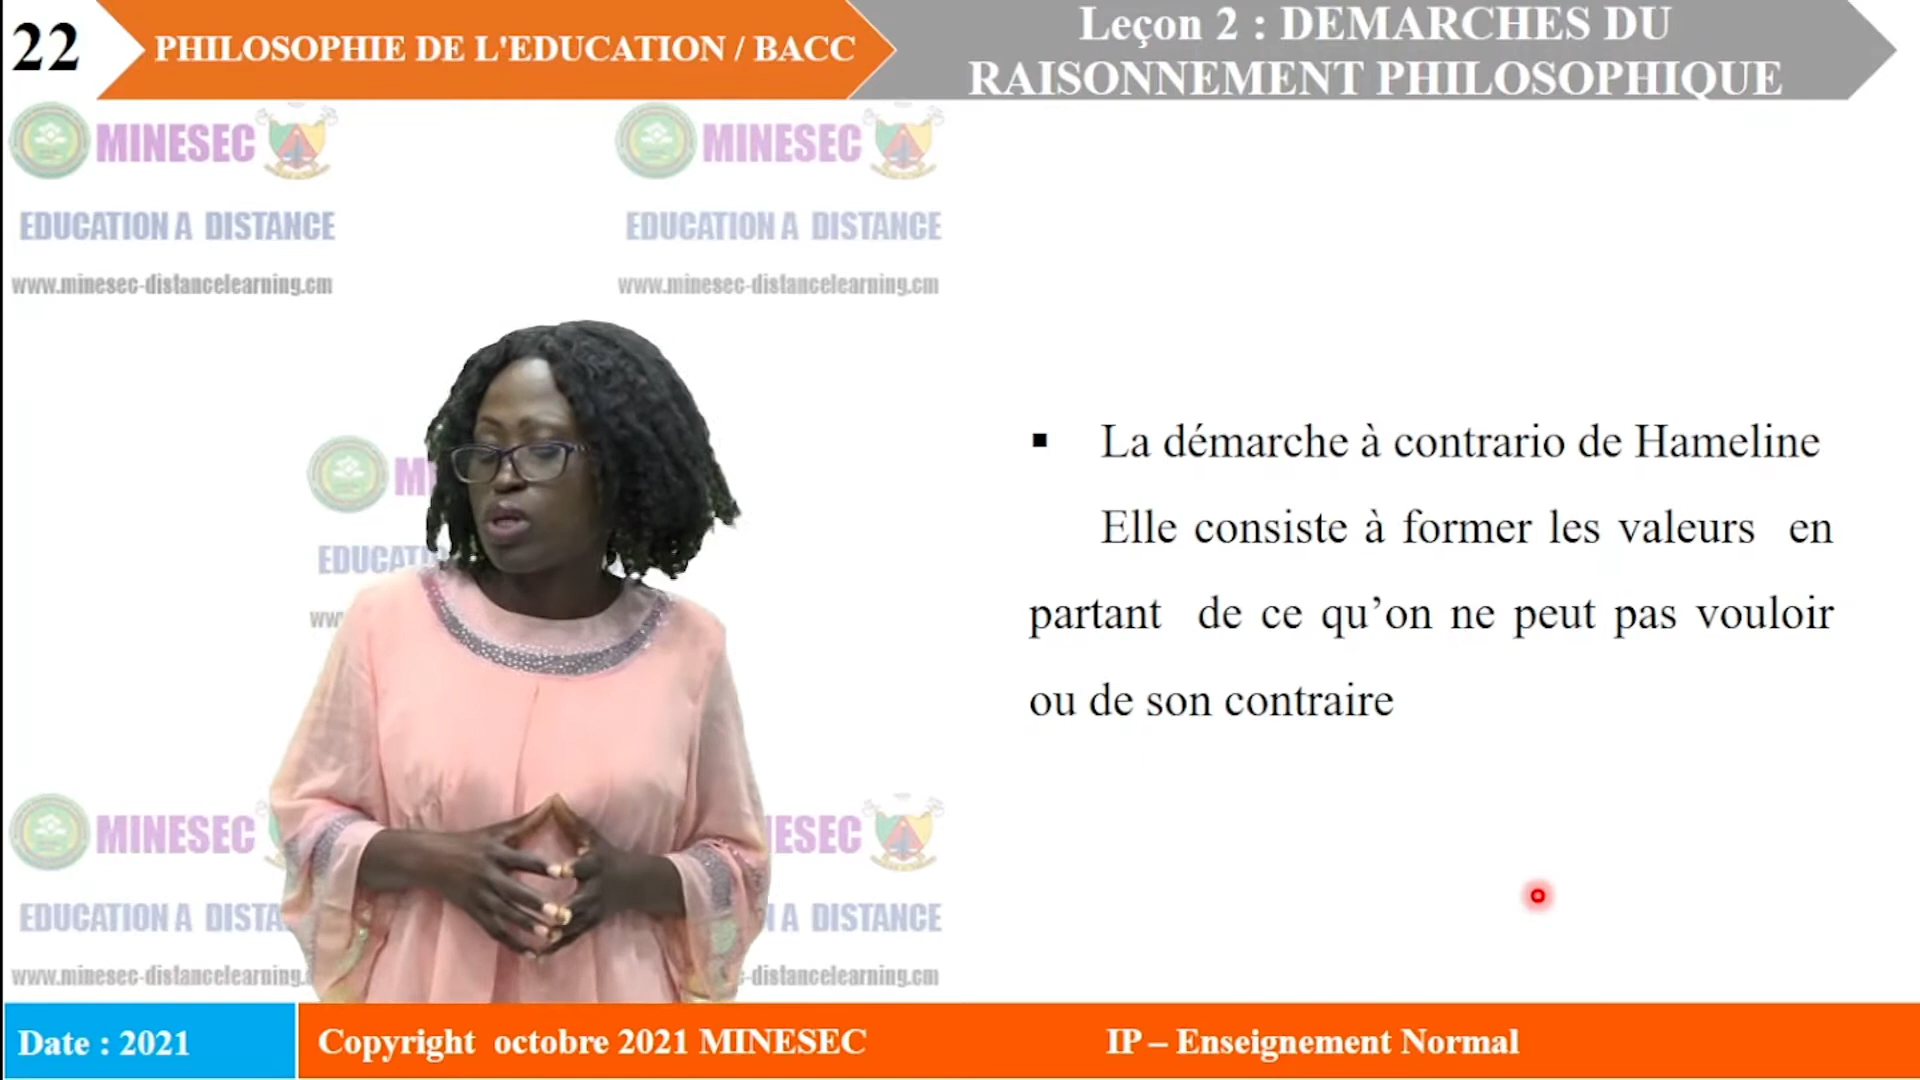 22
PHILOSOPHIE DE L'EDUCATION / BACC
Leçon 2 : DEMARCHES DU
RAISONNEMENT PHILOSOPHIQUE
MINESEC
EDUCATION A DISTANCE
www.minesec-distancelearning.cm
MINESEC
EDUCATION A DISTANCE
www.minesec-distancelearning.cm
▪ La démarche à contrario de Hameline
Elle consiste à former les valeurs en
partant de ce qu’on ne peut pas vouloir
ou de son contraire
MINESEC
EDUCATION A DISTA
www.minesec-distancelearning.
ESEC
A DISTANCE
-distancelearning.cm
Date : 2021
Copyright octobre 2021 MINESEC
IP – Enseignement Normal